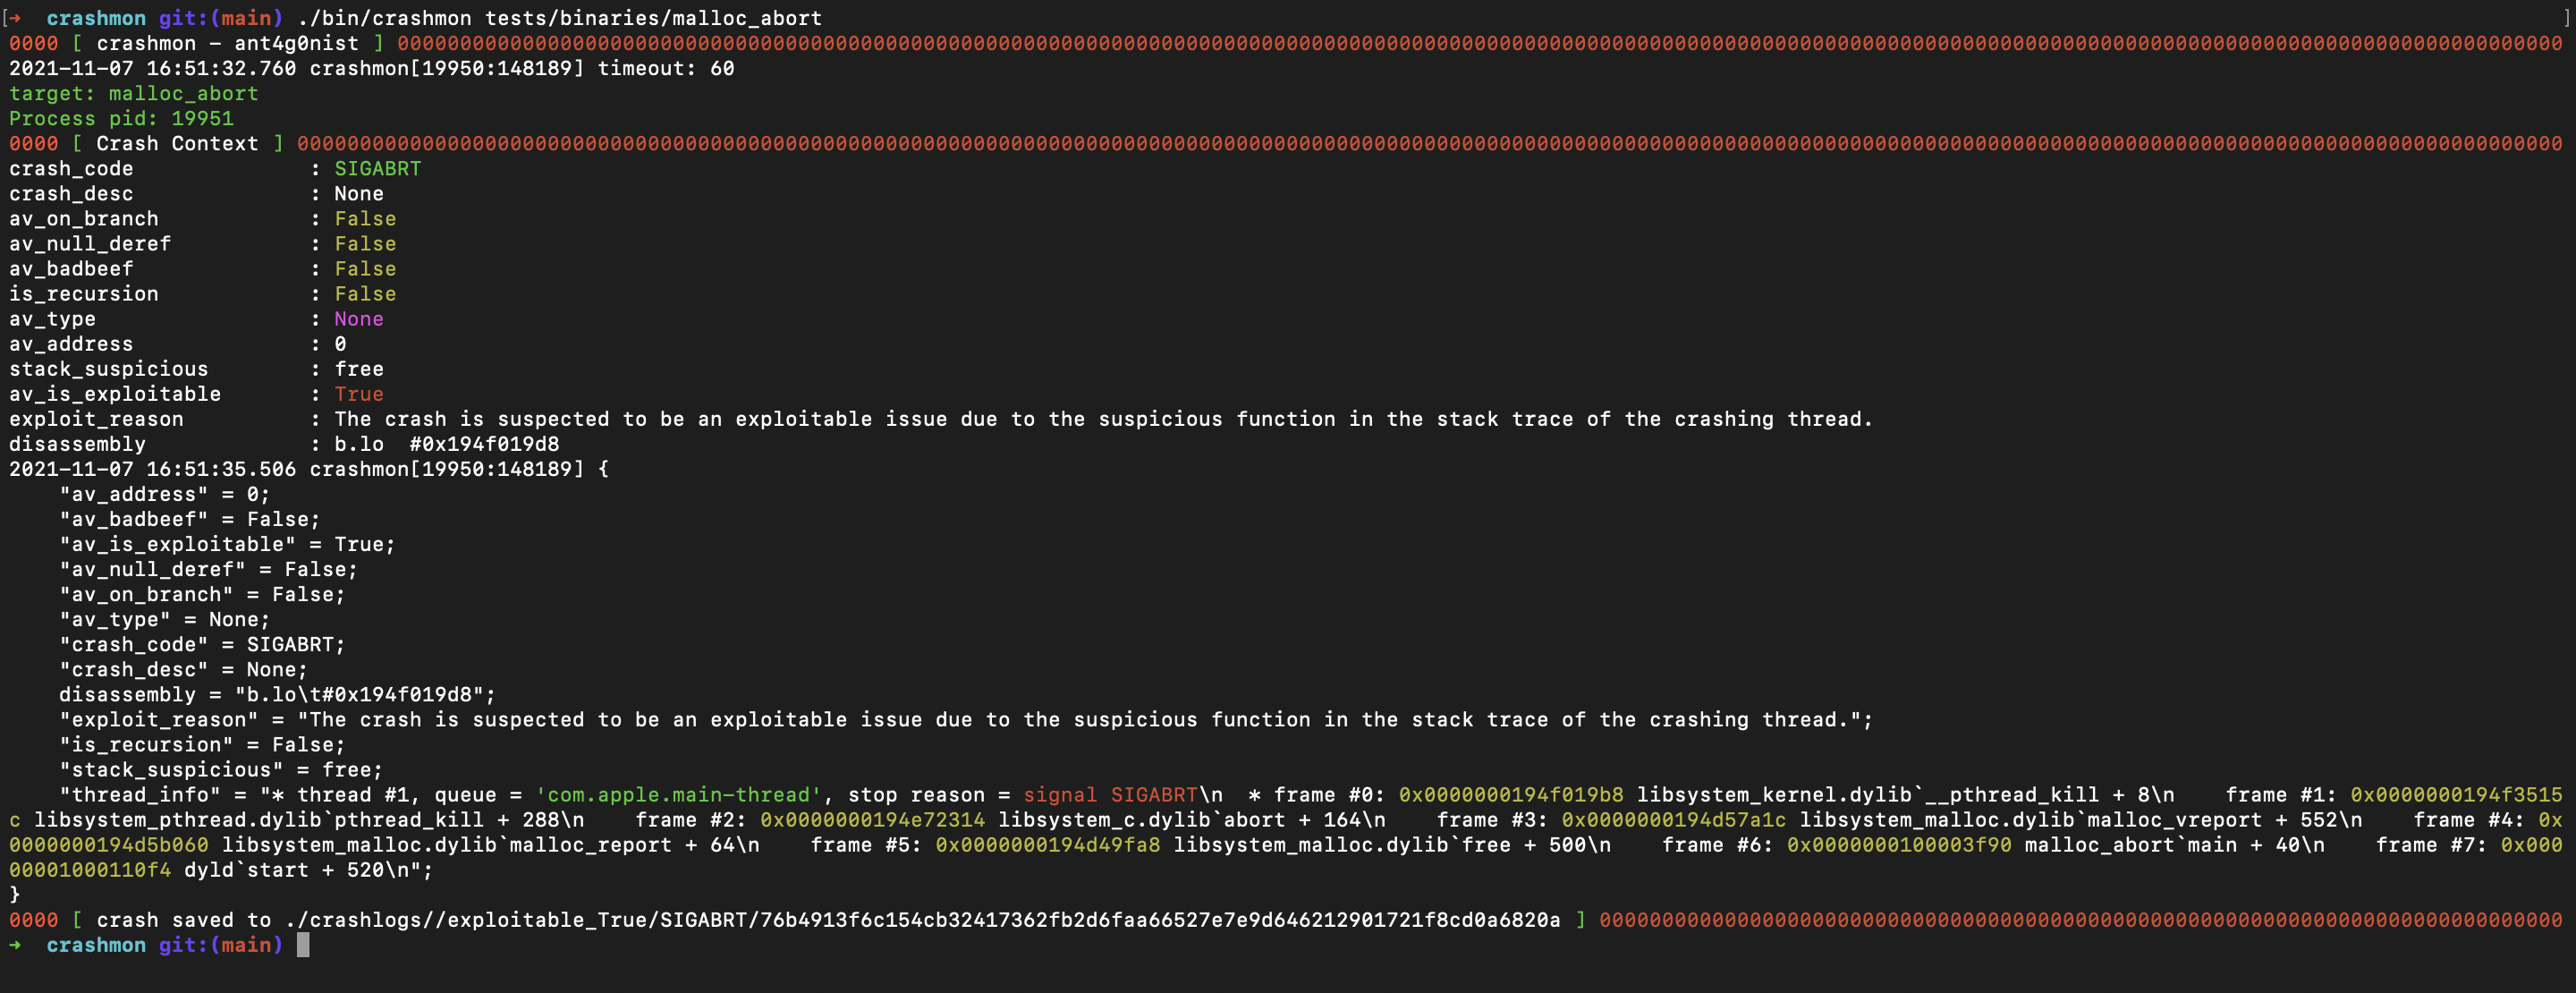 [→  crashmon git:(main) ./bin/crashmon tests/binaries/malloc_abort ]
0000 [ crashmon - ant4g0nist ] 00000000000000000000000000000000000000000000000000000000000000000000000000000000000000000000000000000000000000000000000000000000000000000000000000000000000000000000000000000
2021-11-07 16:51:32.760 crashmon[19950:148189] timeout: 60
target: malloc_abort
Process pid: 19951
0000 [ Crash Context ] 000000000000000000000000000000000000000000000000000000000000000000000000000000000000000000000000000000000000000000000000000000000000000000000000000000000000000000000000000000000000000
crash_code              : SIGABRT
crash_desc              : None
av_on_branch            : False
av_null_deref           : False
av_badbeef              : False
is_recursion            : False
av_type                 : None
av_address              : 0
stack_suspicious        : free
av_is_exploitable       : True
exploit_reason          : The crash is suspected to be an exploitable issue due to the suspicious function in the stack trace of the crashing thread.
disassembly             : b.lo  #0x194f019d8
2021-11-07 16:51:35.506 crashmon[19950:148189] {
    "av_address" = 0;
    "av_badbeef" = False;
    "av_is_exploitable" = True;
    "av_null_deref" = False;
    "av_on_branch" = False;
    "av_type" = None;
    "crash_code" = SIGABRT;
    "crash_desc" = None;
    disassembly = "b.lo\t#0x194f019d8";
    "exploit_reason" = "The crash is suspected to be an exploitable issue due to the suspicious function in the stack trace of the crashing thread.";
    "is_recursion" = False;
    "stack_suspicious" = free;
    "thread_info" = "* thread #1, queue = 'com.apple.main-thread', stop reason = signal SIGABRT\n  * frame #0: 0x0000000194f019b8 libsystem_kernel.dylib`__pthread_kill + 8\n    frame #1: 0x0000000194f3515
c libsystem_pthread.dylib`pthread_kill + 288\n    frame #2: 0x0000000194e72314 libsystem_c.dylib`abort + 164\n    frame #3: 0x0000000194d57a1c libsystem_malloc.dylib`malloc_vreport + 552\n    frame #4: 0x
0000000194d5b060 libsystem_malloc.dylib`malloc_report + 64\n    frame #5: 0x0000000194d49fa8 libsystem_malloc.dylib`free + 500\n    frame #6: 0x0000000100003f90 malloc_abort`main + 40\n    frame #7: 0x000
00001000110f4 dyld`start + 520\n";
}
0000 [ crash saved to ./crashlogs//exploitable_True/SIGABRT/76b4913f6c154cb32417362fb2d6faa66527e7e9d646212901721f8cd0a6820a ] 00000000000000000000000000000000000000000000000000000000000000000000000000000
→  crashmon git:(main)